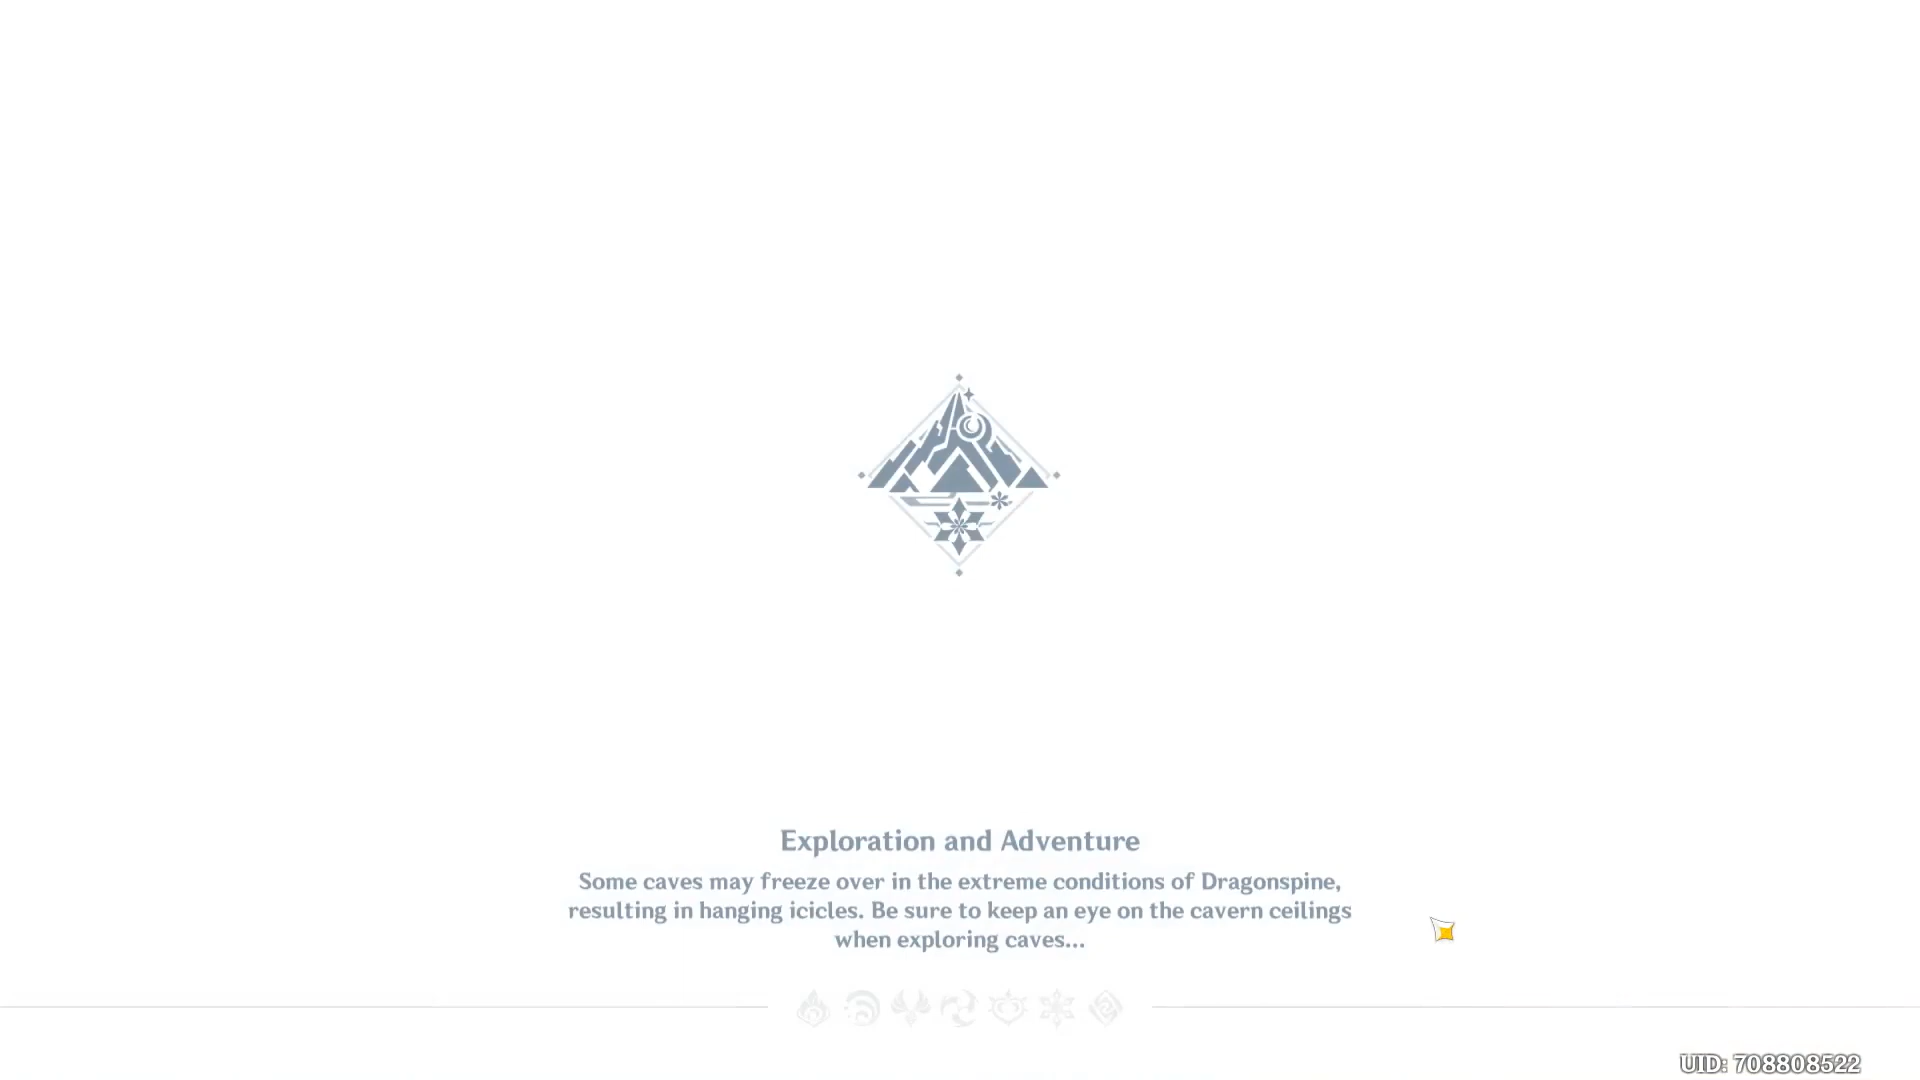 Exploration and Adventure
Some caves may freeze over in the extreme conditions of Dragonspine,
resulting in hanging icicles. Be sure to keep an eye on the cavern ceilings
when exploring caves...
UID: 708808522